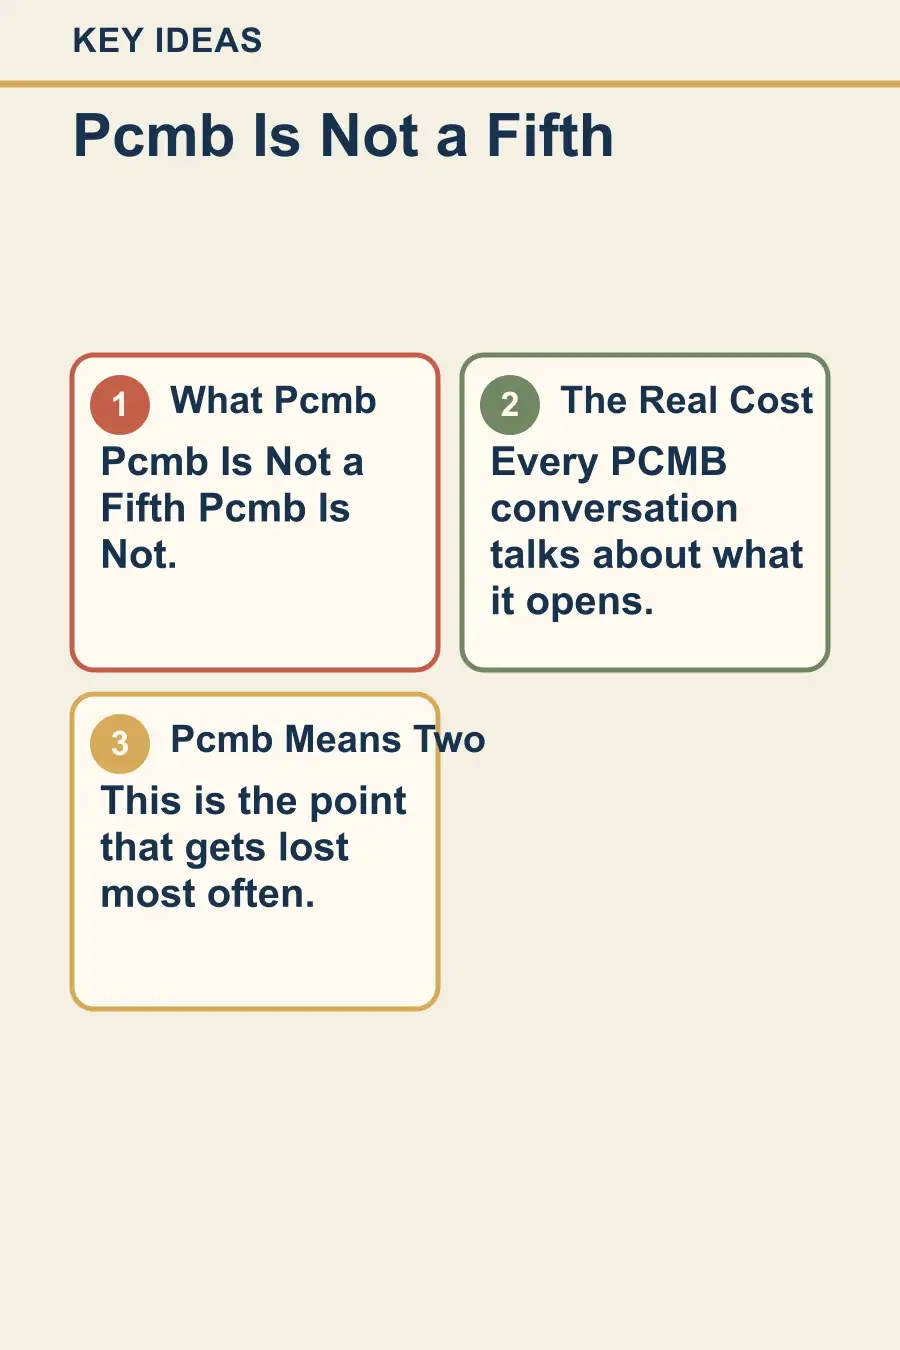 KEY IDEAS
Pcmb Is Not a Fifth
1
What Pcmb
Pcmb Is Not a
Fifth Pcmb Is
Not.
2
The Real Cost
Every PCMB
conversation
talks about what
it opens.
3
Pcmb Means Two
This is the point
that gets lost
most often.